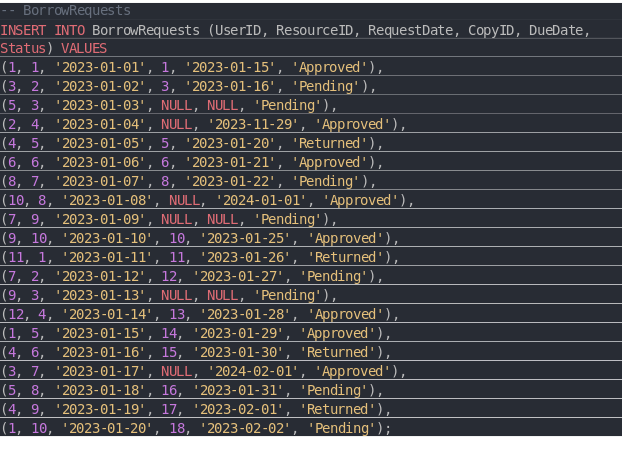 -- BorrowRequests
INSERT INTO BorrowRequests (UserID, ResourceID, RequestDate, CopyID, DueDate,
Status) VALUES
(1, 1, '2023-01-01', 1, '2023-01-15', 'Approved'),
(3, 2, '2023-01-02', 3, '2023-01-16', 'Pending'),
(5, 3, '2023-01-03', NULL, NULL, 'Pending'),
(2, 4, '2023-01-04', NULL, '2023-11-29', 'Approved'),
(4, 5, '2023-01-05', 5, '2023-01-20', 'Returned'),
(6, 6, '2023-01-06', 6, '2023-01-21', 'Approved'),
(8, 7, '2023-01-07', 8, '2023-01-22', 'Pending'),
(10, 8, '2023-01-08', NULL, '2024-01-01', 'Approved'),
(7, 9, '2023-01-09', NULL, NULL, 'Pending'),
(9, 10, '2023-01-10', 10, '2023-01-25', 'Approved'),
(11, 1, '2023-01-11', 11, '2023-01-26', 'Returned'),
(7, 2, '2023-01-12', 12, '2023-01-27', 'Pending'),
(9, 3, '2023-01-13', NULL, NULL, 'Pending'),
(12, 4, '2023-01-14', 13, '2023-01-28', 'Approved'),
(1, 5, '2023-01-15', 14, '2023-01-29', 'Approved'),
(4, 6, '2023-01-16', 15, '2023-01-30', 'Returned'),
(3, 7, '2023-01-17', NULL, '2024-02-01', 'Approved'),
(5, 8, '2023-01-18', 16, '2023-01-31', 'Pending'),
(4, 9, '2023-01-19', 17, '2023-02-01', 'Returned'),
(1, 10, '2023-01-20', 18, '2023-02-02', 'Pending');